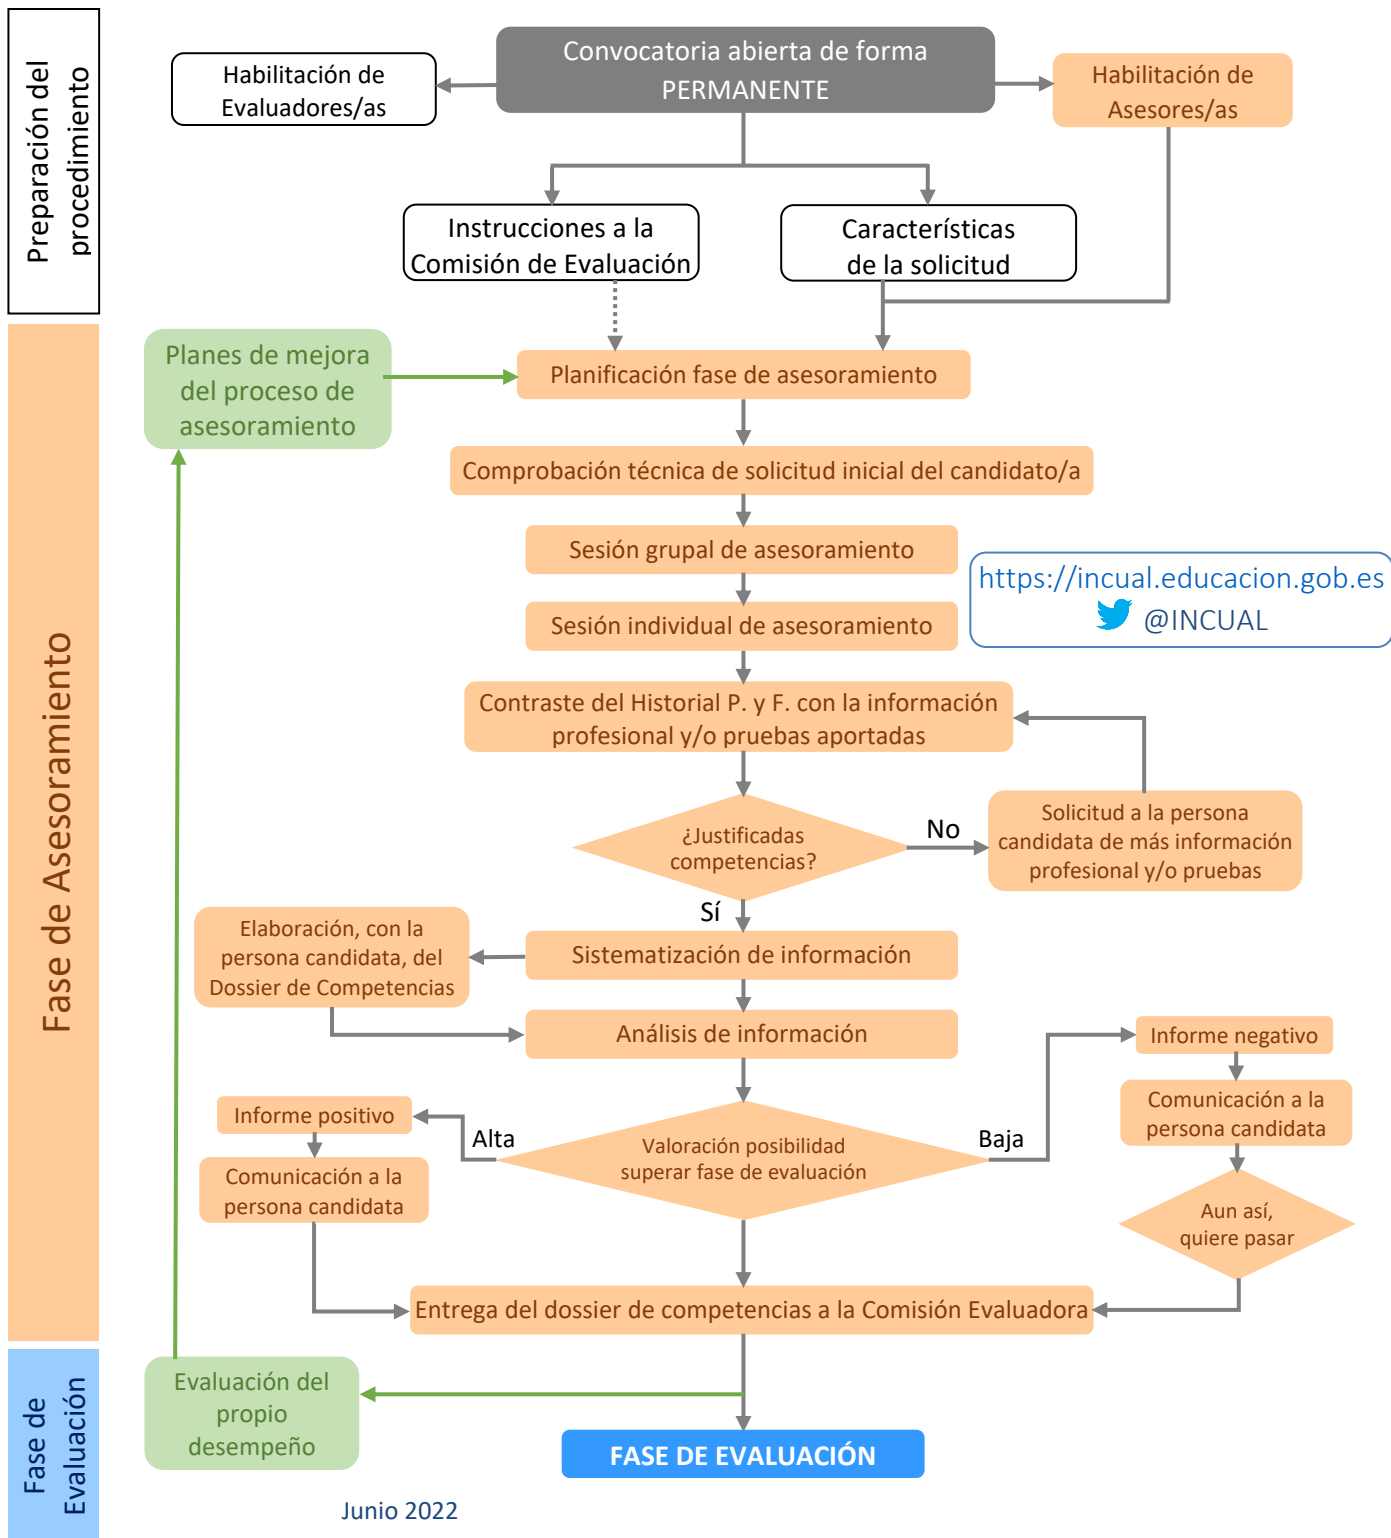 Preparación del
procedimiento
Convocatoria abierta de forma
PERMANENTE
Habilitación de
Evaluadores/as
Habilitación de
Asesores/as
Instrucciones a la
Comisión de Evaluación
Características
de la solicitud
Fase de Asesoramiento
Planes de mejora
del proceso de
asesoramiento
Planificación fase de asesoramiento
Comprobación técnica de solicitud inicial del candidato/a
Sesión grupal de asesoramiento
https://incual.educacion.gob.es
@INCUAL
Sesión individual de asesoramiento
Contraste del Historial P. y F. con la información
profesional y/o pruebas aportadas
¿Justificadas
competencias?
No
Solicitud a la persona
candidata de más información
profesional y/o pruebas
Sí
Elaboración, con la
persona candidata, del
Dossier de Competencias
Sistematización de información
Análisis de información
Informe negativo
Informe positivo
Alta
Valoración posibilidad
superar fase de evaluación
Baja
Comunicación a la
persona candidata
Comunicación a la
persona candidata
Aun así,
quiere pasar
Entrega del dossier de competencias a la Comisión Evaluadora
Fase de
Evaluación
Evaluación del
propio
desempeño
FASE DE EVALUACIÓN
Junio 2022